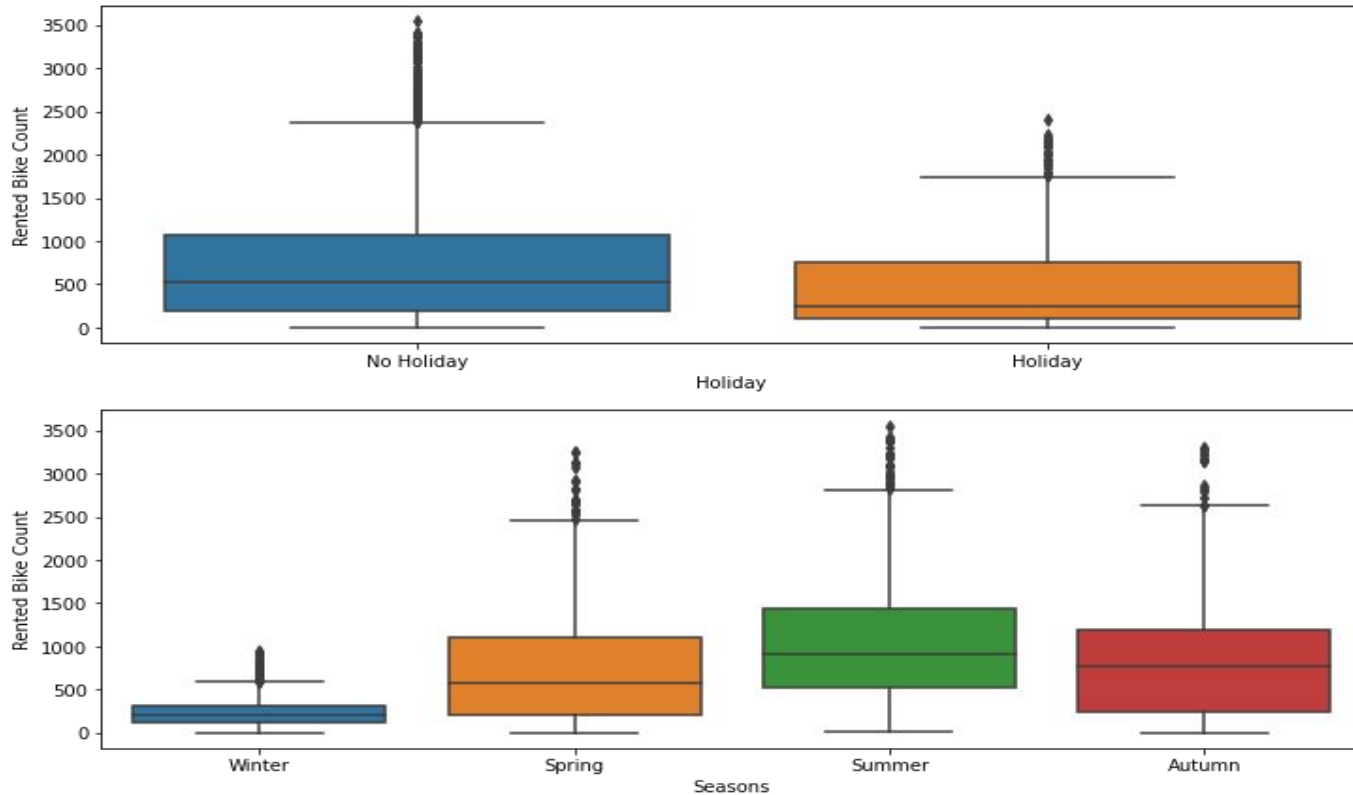 3500
3000
2500
2000
1500
1000
500
0
Rented Bike Count
No Holiday Holiday
Holiday
3500
3000
2500
2000
1500
1000
500
0
Rented Bike Count
Winter Spring Summer Autumn
Seasons